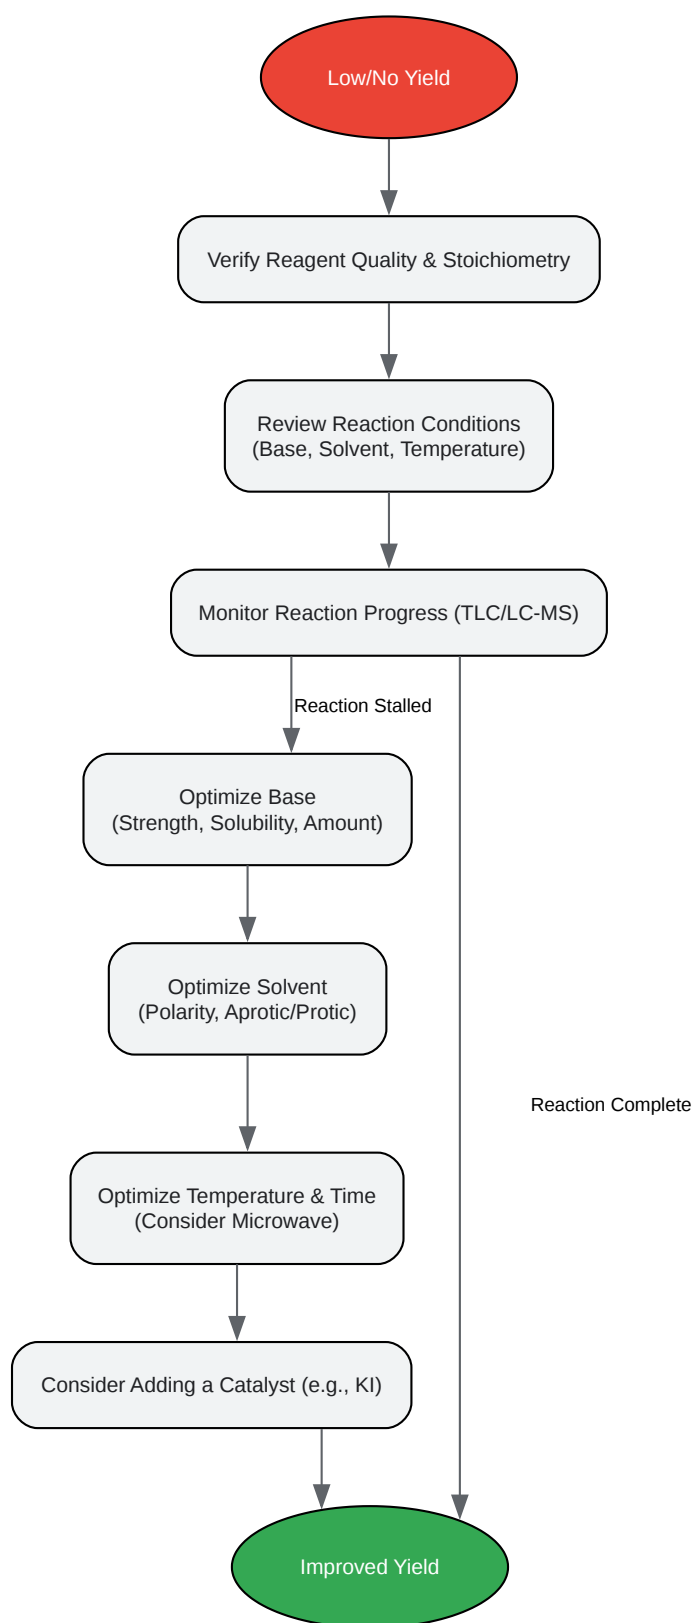 Low/No Yield
Verify Reagent Quality & Stoichiometry
Review Reaction Conditions
(Base, Solvent, Temperature)
Monitor Reaction Progress (TLC/LC-MS)
Reaction Stalled
Optimize Base
(Strength, Solubility, Amount)
Optimize Solvent
(Polarity, Aprotic/Protic)
Reaction Complete
Optimize Temperature & Time
(Consider Microwave)
Consider Adding a Catalyst (e.g., KI)
Improved Yield